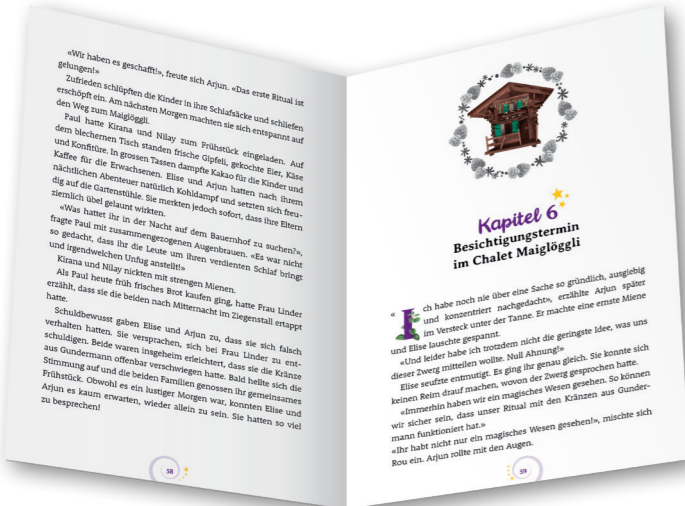 «Wir haben es geschafft!», freute sich Arjun. «Das erste Ritual ist
gelungen!»
Zufrieden schlüpften die Kinder in ihre Schlafsäcke und schliefen
erschöpft ein. Am nächsten Morgen machten sie sich entspannt auf
den Weg zum Maiglöggli.
Paul hatte Kirana und Nilay zum Frühstück eingeladen. Auf
dem blechernen Tisch standen frische Gipfeli, gekochte Eier, Käse
und Konfitüre. In grossen Tassen dampfte Kakao für die Kinder und
Kaffee für die Erwachsenen. Elise und Arjun hatten nach ihrem
nächtlichen Abenteuer natürlich Kohldampf und setzten sich freu-
dig auf die Gartenstühle. Sie merkten jedoch sofort, dass ihre Eltern
ziemlich übel gelaunt wirkten.
«Was hattet ihr in der Nacht auf dem Bauernhof zu suchen?»,
fragte Paul mit zusammengezogenen Augenbrauen. «Es war nicht
so gedacht, dass ihr die Leute um ihren verdienten Schlaf bringt
und irgendwelchen Unfug anstellt!»
Kirana und Nilay nickten mit strengen Mienen.
Als Paul heute früh frisches Brot kaufen ging, hatte Frau Linder
erzählt, dass sie die beiden nach Mitternacht im Ziegenstall ertappt
hatte.
Schuldbewusst gaben Elise und Arjun zu, dass sie sich falsch
verhalten hatten. Sie versprachen, sich bei Frau Linder zu ent-
schuldigen. Beide waren insgeheim erleichtert, dass sie die Kränze
aus Gundermann offenbar verschwiegen hatte. Bald hellte sich die
Stimmung auf und die beiden Familien genossen ihr gemeinsames
Frühstück. Obwohl es ein lustiger Morgen war, konnten Elise und
Arjun es kaum erwarten, wieder allein zu sein. Sie hatten so viel
zu besprechen!
58
Kapitel 6
Besichtigungstermin
im Chalet Maiglöggli
«Ich habe noch nie über eine Sache so gründlich, ausgiebig
und konzentriert nachgedacht», erzählte Arjun später
im Versteck unter der Tanne. Er machte eine ernste Miene
und Elise lauschte gespannt.
«Und leider habe ich trotzdem nicht die geringste Idee, was uns
dieser Zwerg mitteilen wollte. Null Ahnung!»
Elise seufzte entmutigt. Es ging ihr genau gleich. Sie konnte sich
keinen Reim drauf machen, wovon der Zwerg gesprochen hatte.
«Immerhin haben wir ein magisches Wesen gesehen. So können
wir sicher sein, dass unser Ritual mit den Kränzen aus Gunder-
mann funktioniert hat.»
«Ihr habt nicht nur ein magisches Wesen gesehen!», mischte sich
Rou ein. Arjun rollte mit den Augen.
59